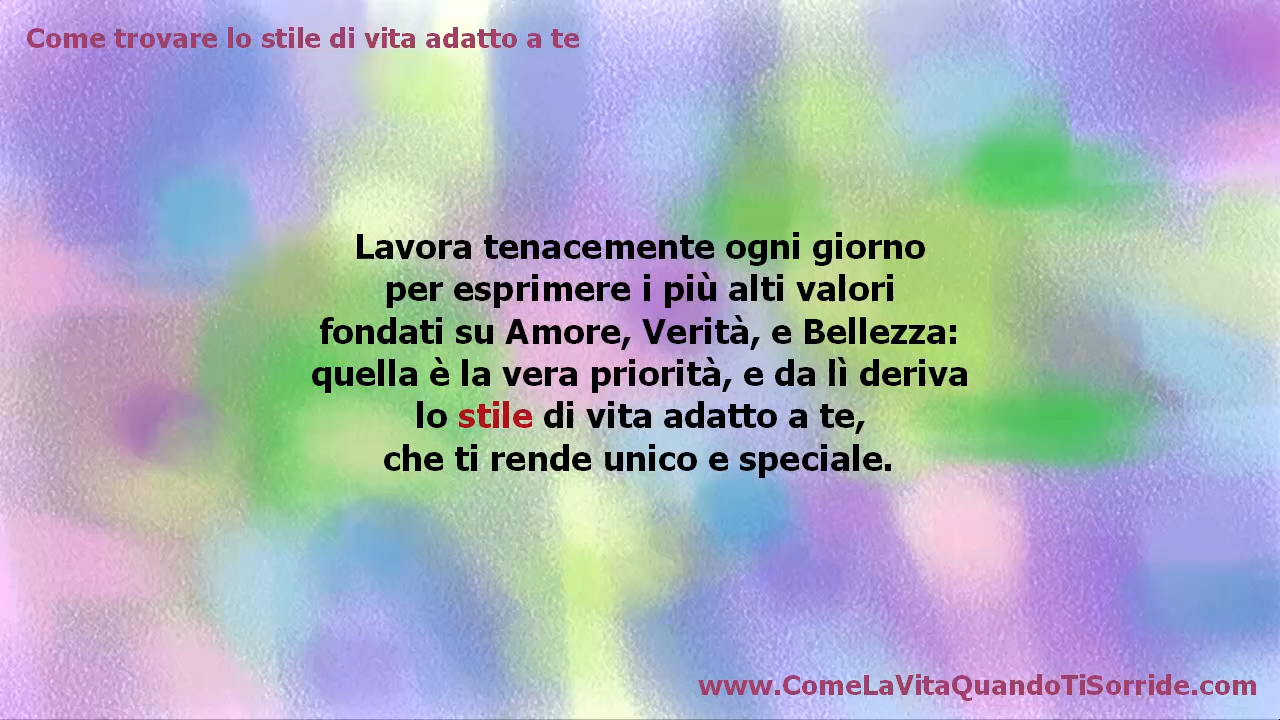 Come trovare lo stile di vita adatto a te
Lavora tenacemente ogni giorno
per esprimere i più alti valori
fondati su Amore, Verità, e Bellezza:
quella è la vera priorità, e da lì deriva
lo stile di vita adatto a te,
che ti rende unico e speciale.
www.ComeLaVitaQuandoTiSorride.com